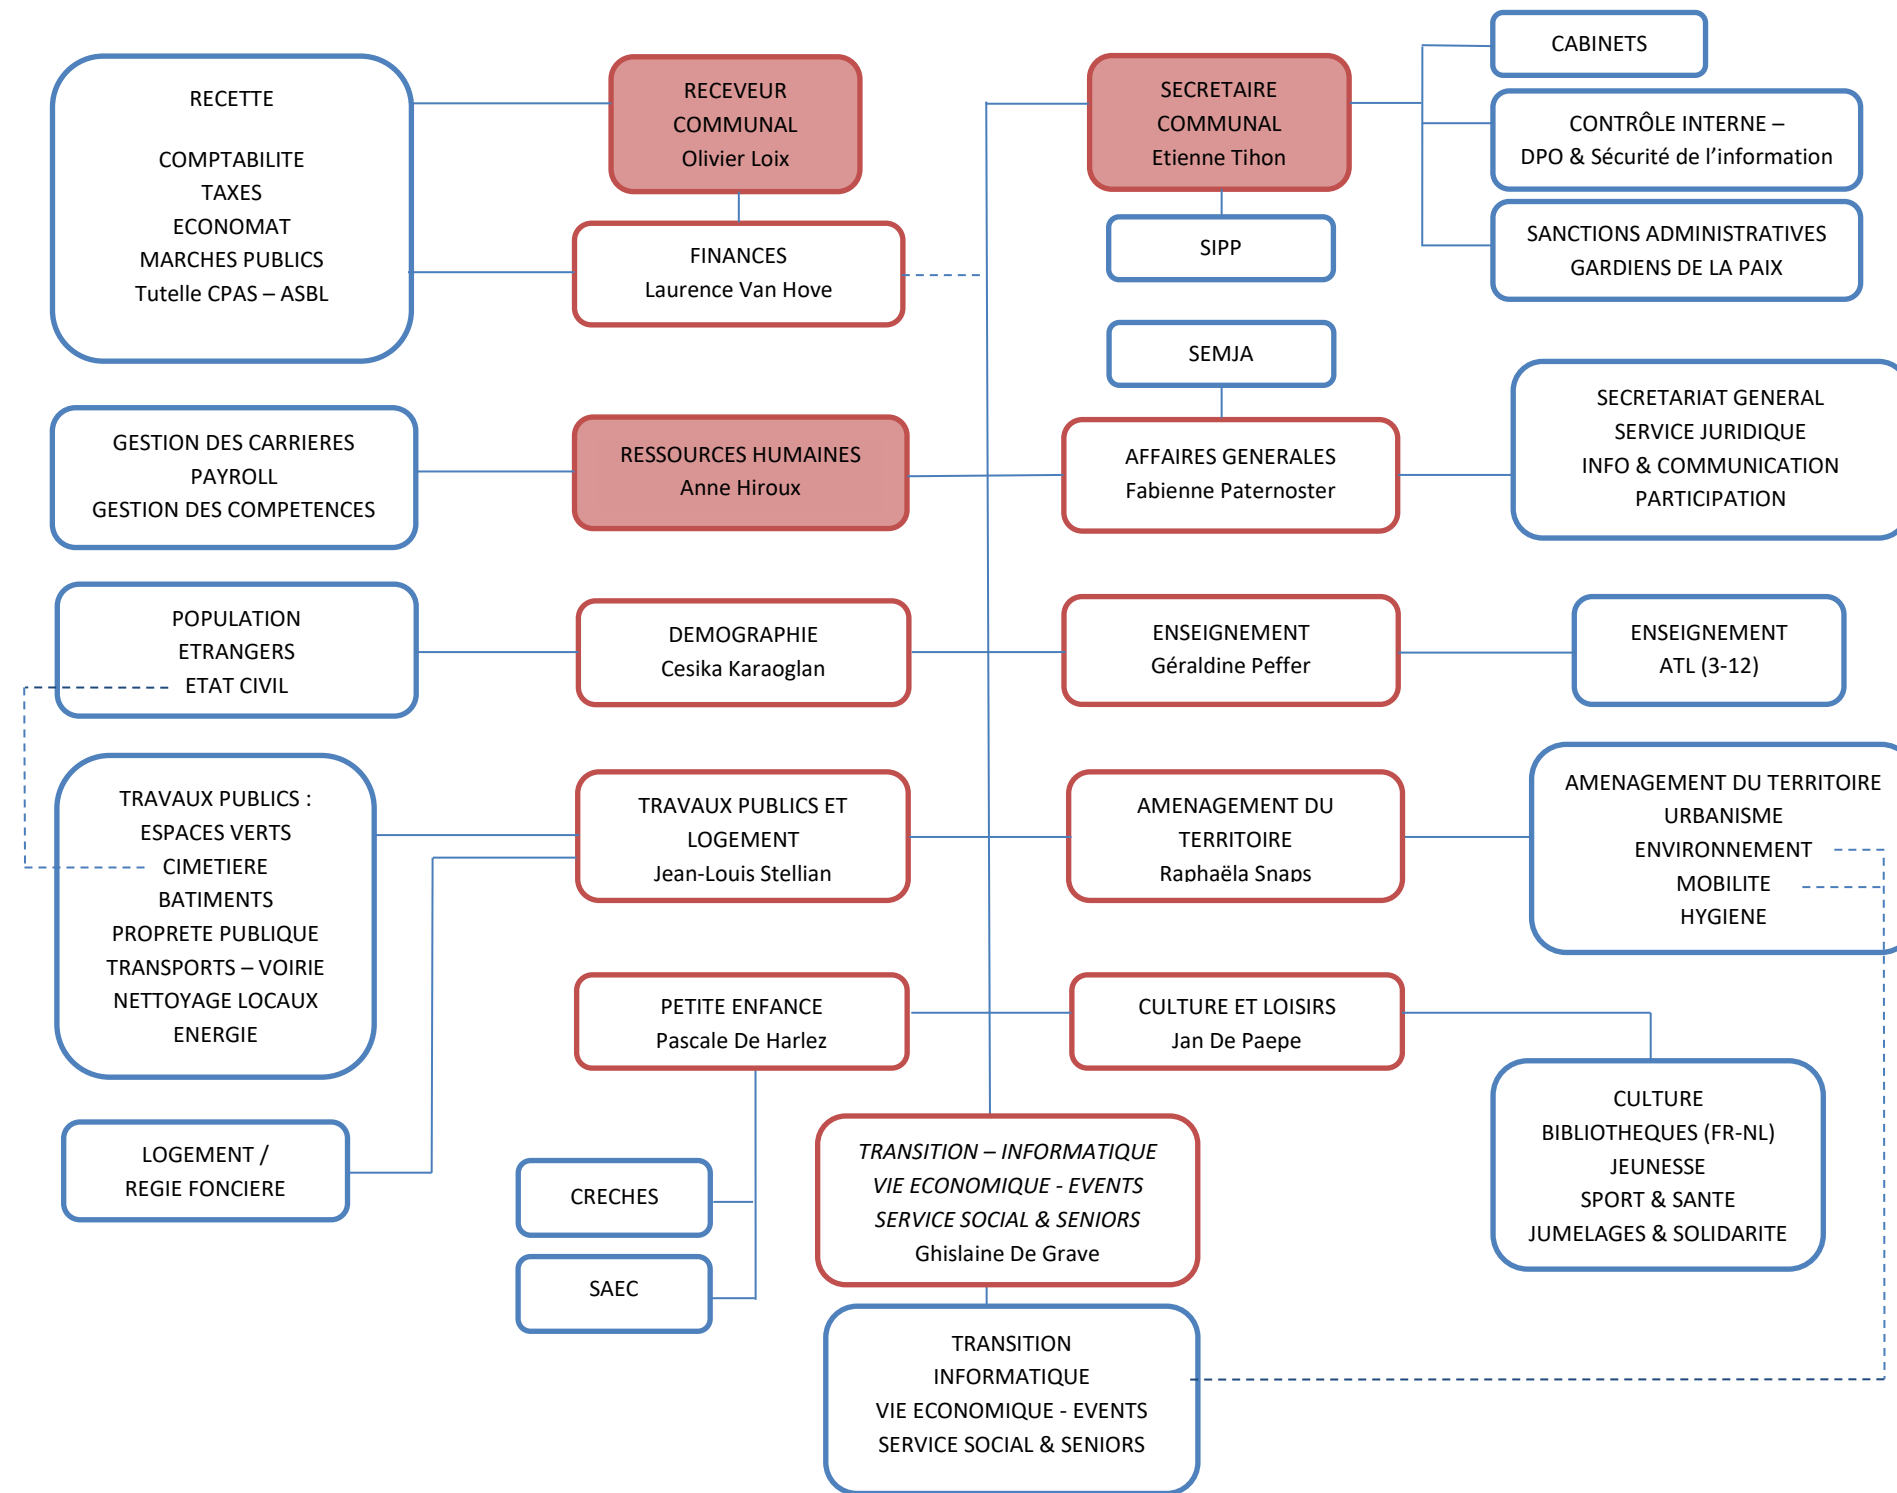 RECETTE
COMPTABILITE
TAXES
ECONOMAT
MARCHES PUBLICS
Tutelle CPAS – ASBL
RECEVEUR
COMMUNAL
Olivier Loix
FINANCES
Laurence Van Hove
SECRETAIRE
COMMUNAL
Etienne Tihon
SIPP
CABINETS
CONTRÔLE INTERNE –
DPO & Sécurité de l’information
SANCTIONS ADMINISTRATIVES
GARDIENS DE LA PAIX
SEMJA
GESTION DES CARRIERES
PAYROLL
GESTION DES COMPETENCES
RESSOURCES HUMAINES
Anne Hiroux
AFFAIRES GENERALES
Fabienne Paternoster
SECRETARIAT GENERAL
SERVICE JURIDIQUE
INFO & COMMUNICATION
PARTICIPATION
POPULATION
ETRANGERS
ETAT CIVIL
DEMOGRAPHIE
Cesika Karaoglan
ENSEIGNEMENT
Géraldine Peffer
ENSEIGNEMENT
ATL (3-12)
TRAVAUX PUBLICS :
ESPACES VERTS
CIMETIERE
BATIMENTS
PROPRETE PUBLIQUE
TRANSPORTS – VOIRIE
NETTOYAGE LOCAUX
ENERGIE
TRAVAUX PUBLICS ET
LOGEMENT
Jean-Louis Stellian
AMENAGEMENT DU
TERRITOIRE
Raphaëla Snaps
AMENAGEMENT DU TERRITOIRE
URBANISME
ENVIRONNEMENT
MOBILITE
HYGIENE
PETITE ENFANCE
Pascale De Harlez
CULTURE ET LOISIRS
Jan De Paepe
LOGEMENT /
REGIE FONCIERE
CRECHES
SAEC
TRANSITION – INFORMATIQUE
VIE ECONOMIQUE - EVENTS
SERVICE SOCIAL & SENIORS
Ghislaine De Grave
CULTURE
BIBLIOTHEQUES (FR-NL)
JEUNESSE
SPORT & SANTE
JUMELAGES & SOLIDARITE
TRANSITION
INFORMATIQUE
VIE ECONOMIQUE - EVENTS
SERVICE SOCIAL & SENIORS